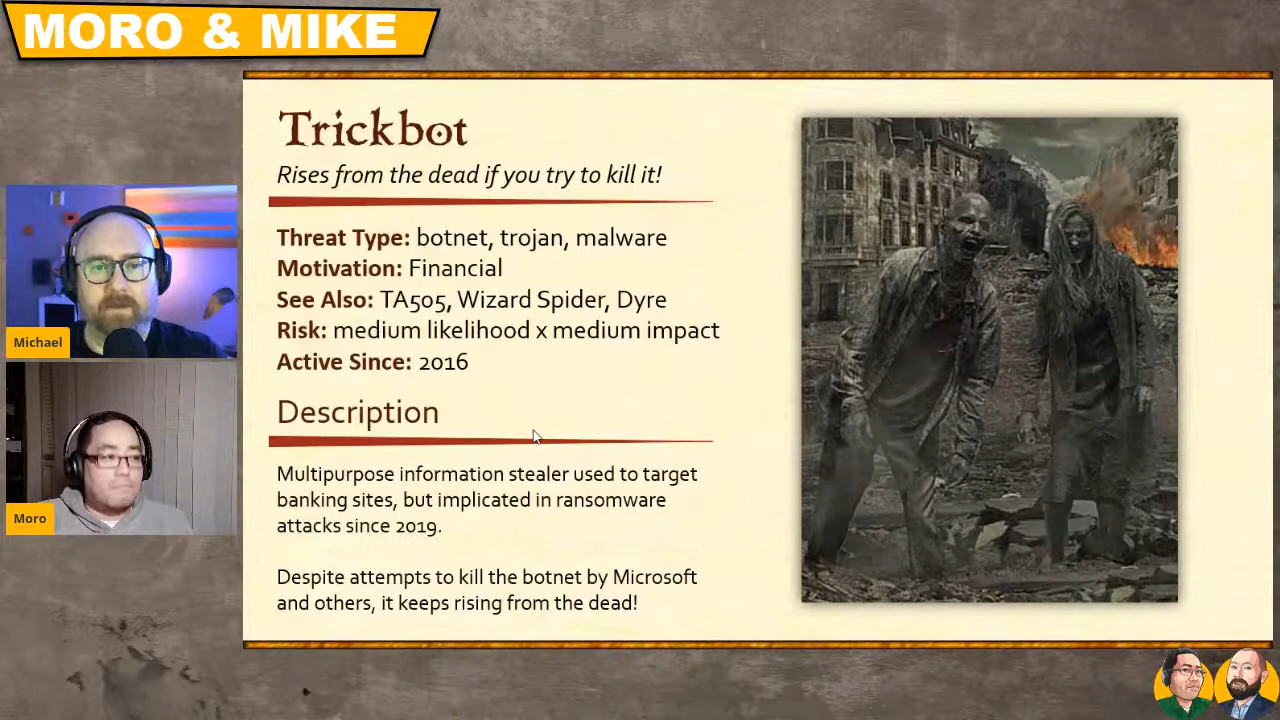 MORO & MIKE
Trickbot
Rises from the dead if you try to kill it!
Threat Type: botnet, trojan, malware
Motivation: Financial
See Also: TA505, Wizard Spider, Dyre
Risk: medium likelihood x medium impact
Active Since: 2016
Description
Multipurpose information stealer used to target
banking sites, but implicated in ransomware
attacks since 2019.
Despite attempts to kill the botnet by Microsoft
and others, it keeps rising from the dead!
Michael
Moro